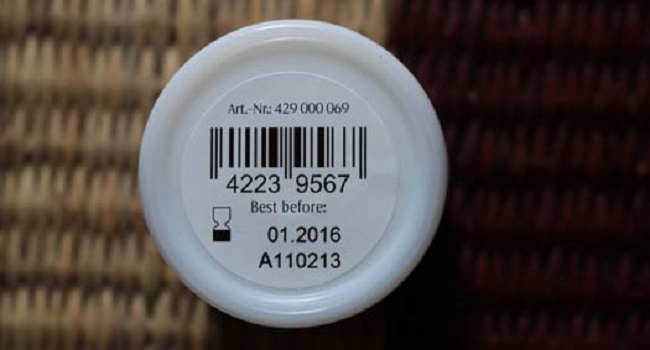 Art.-Nr.: 429 000 069
4223 9567
Best before:
01.2016
A110213